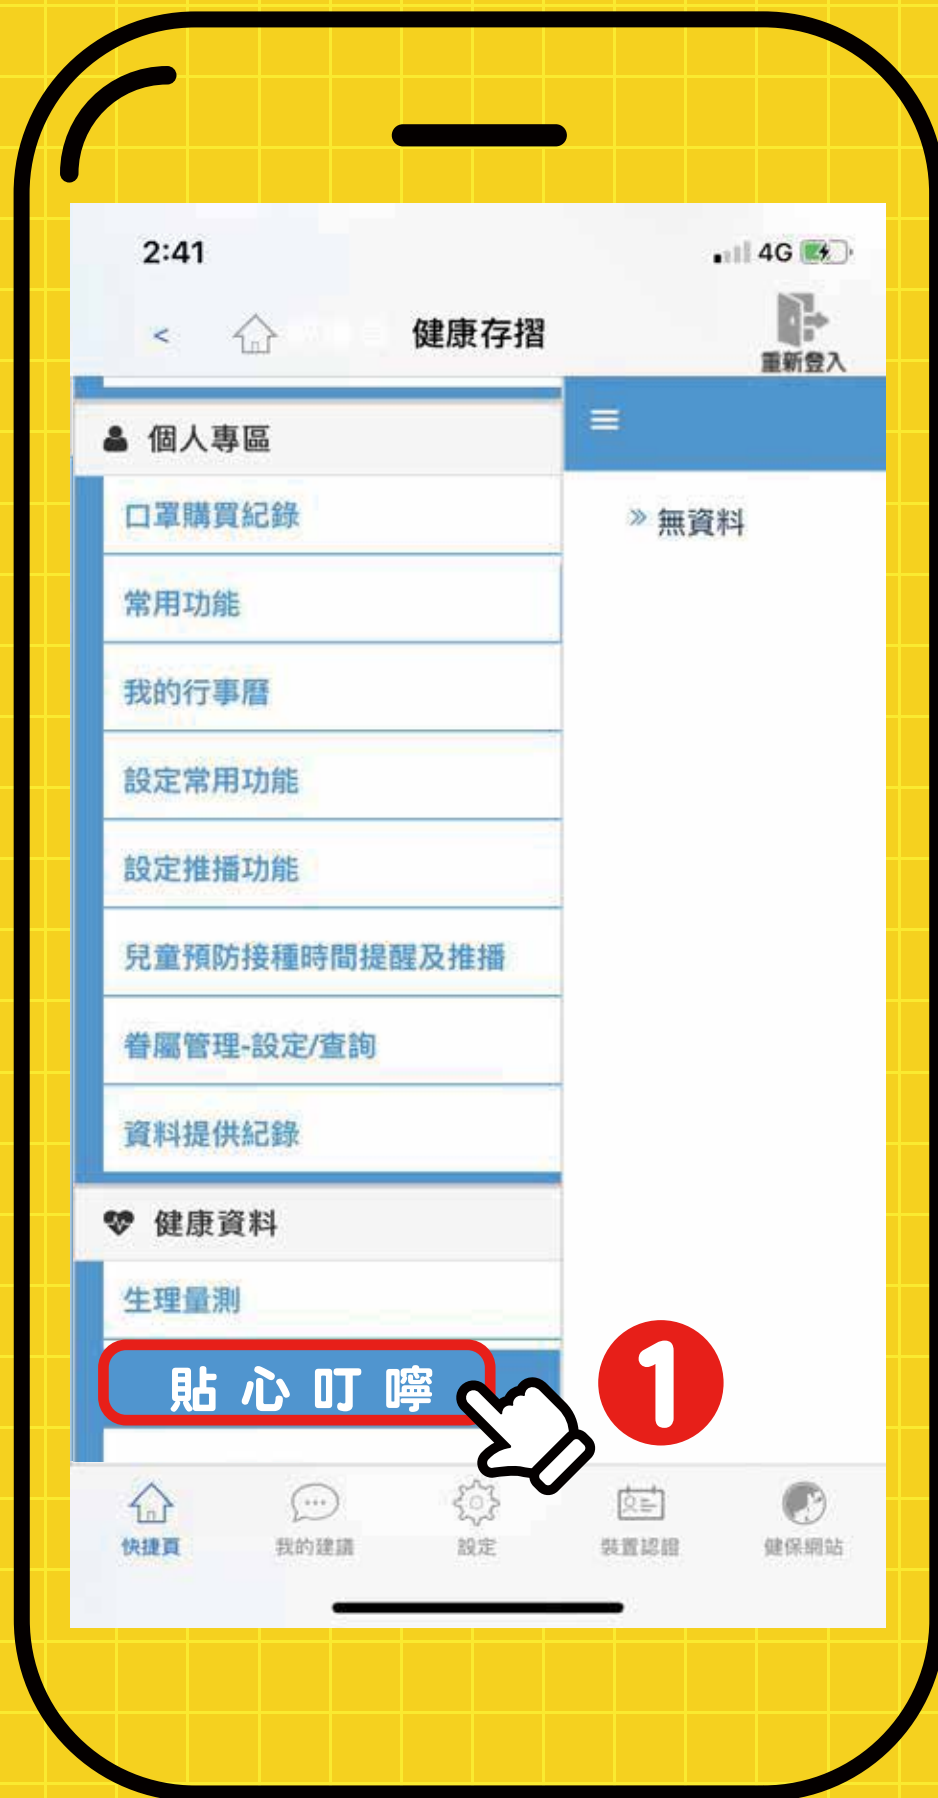 2:41
4G
< 健康存摺
重新登入
個人專區
口罩購買紀錄
» 無資料
常用功能
我的行事曆
設定常用功能
設定推播功能
兒童預防接種時間提醒及推播
眷屬管理-設定/查詢
資料提供紀錄
健康資料
生理量測
貼心叮嚀
1
快捷頁
我的建議
設定
裝置認證
健保網站